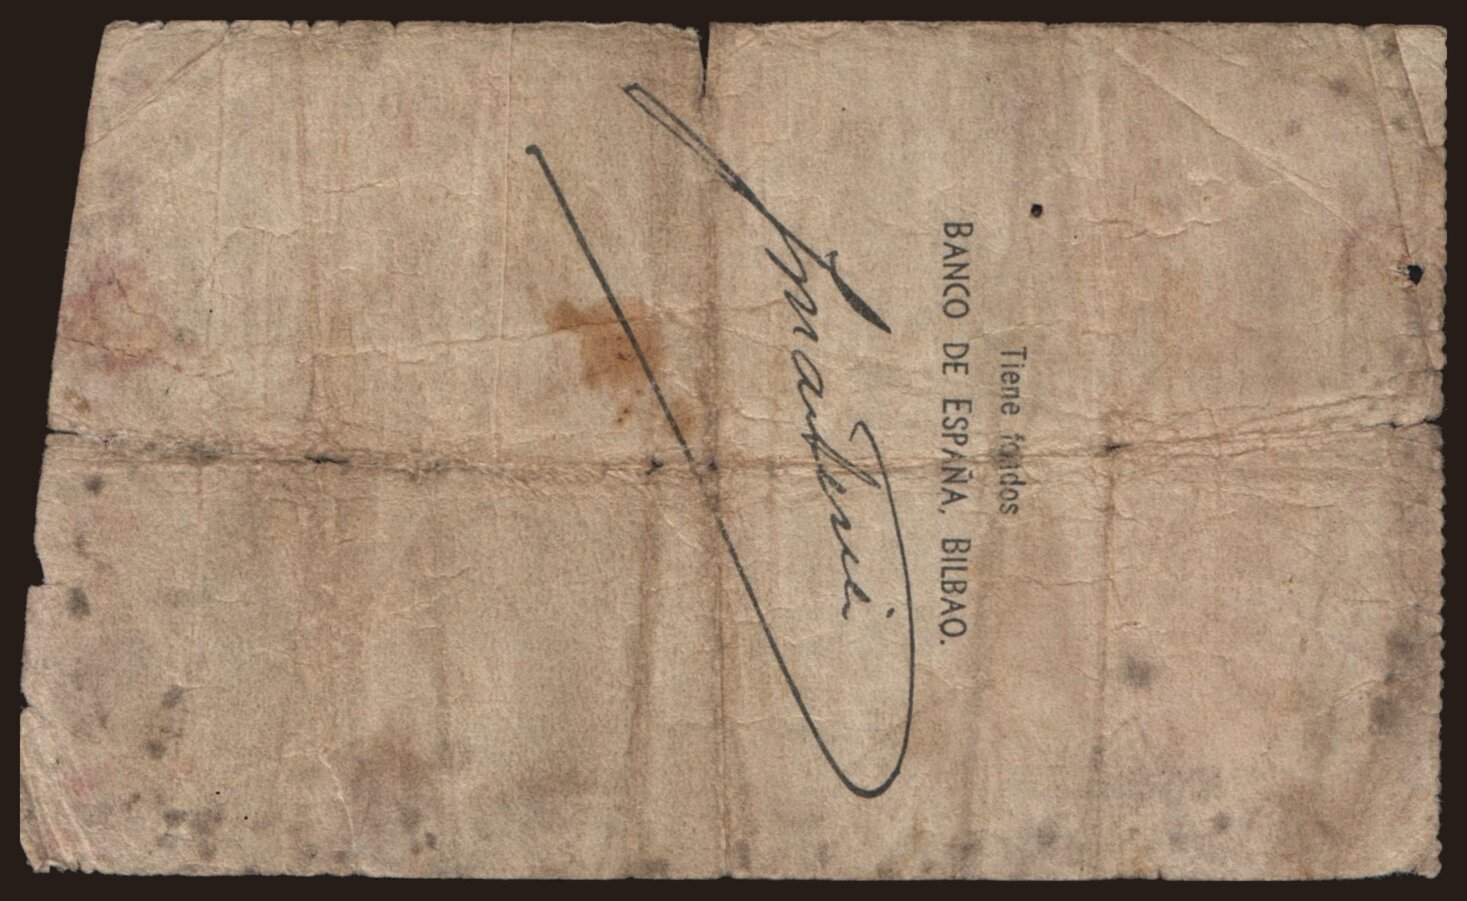 Tiene fondos
BANCO DE ESPAÑA, BILBAO.